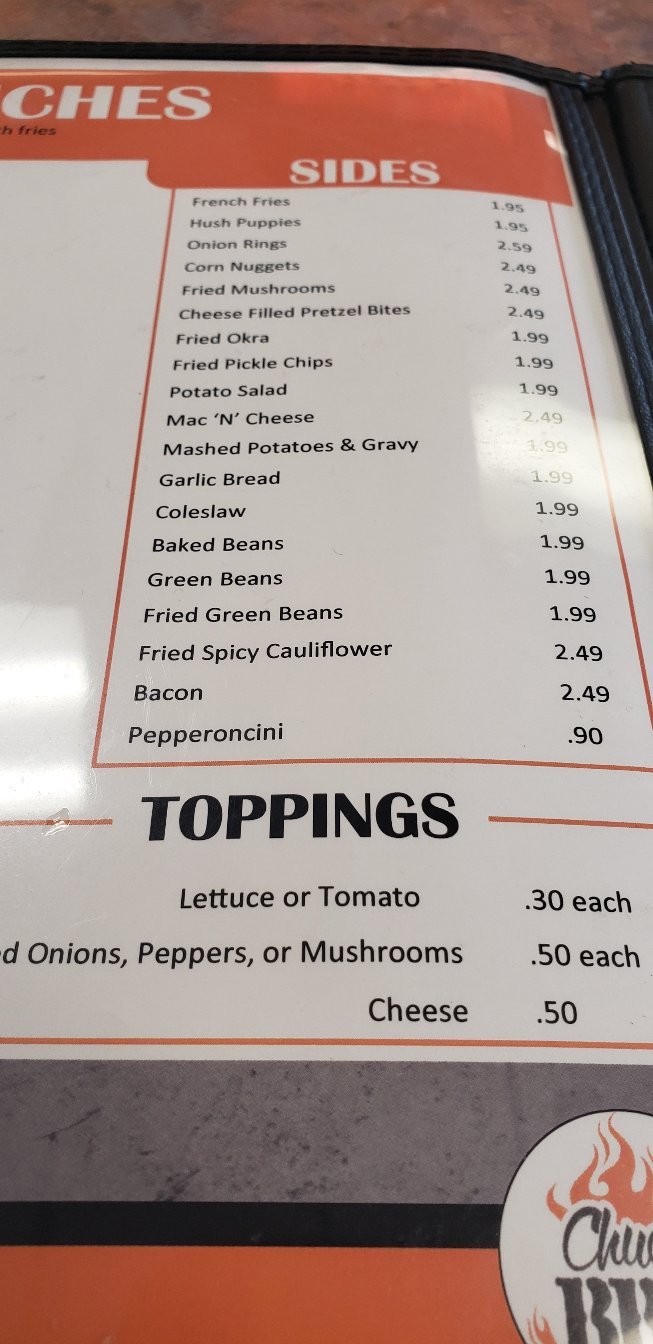 CHES
fries
SIDES
French Fries 1.95
Hush Puppies 1.95
Onion Rings 2.59
Corn Nuggets 2.49
Fried Mushrooms 2.49
Cheese Filled Pretzel Bites 2.49
Fried Okra 1.99
Fried Pickle Chips 1.99
Potato Salad 1.99
Mac ‘N’ Cheese 2.49
Mashed Potatoes & Gravy 1.99
Garlic Bread 1.99
Coleslaw 1.99
Baked Beans 1.99
Green Beans 1.99
Fried Green Beans 1.99
Fried Spicy Cauliflower 2.49
Bacon 2.49
Pepperoncini .90
TOPPINGS
Lettuce or Tomato .30 each
d Onions, Peppers, or Mushrooms .50 each
Cheese .50
Chu